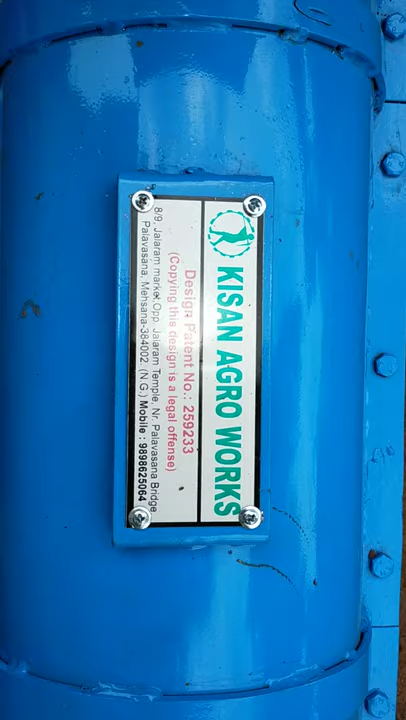 KISAN AGRO WORKS
Design Patent No.: 259233
(Copying this design is a legal offense)
8/9, Jalaram market,Opp. Jalaram Temple, Nr. Palavasana Bridge,
Palavasana, Mehsana-384002. (N.G.) Mobile : 9898625064